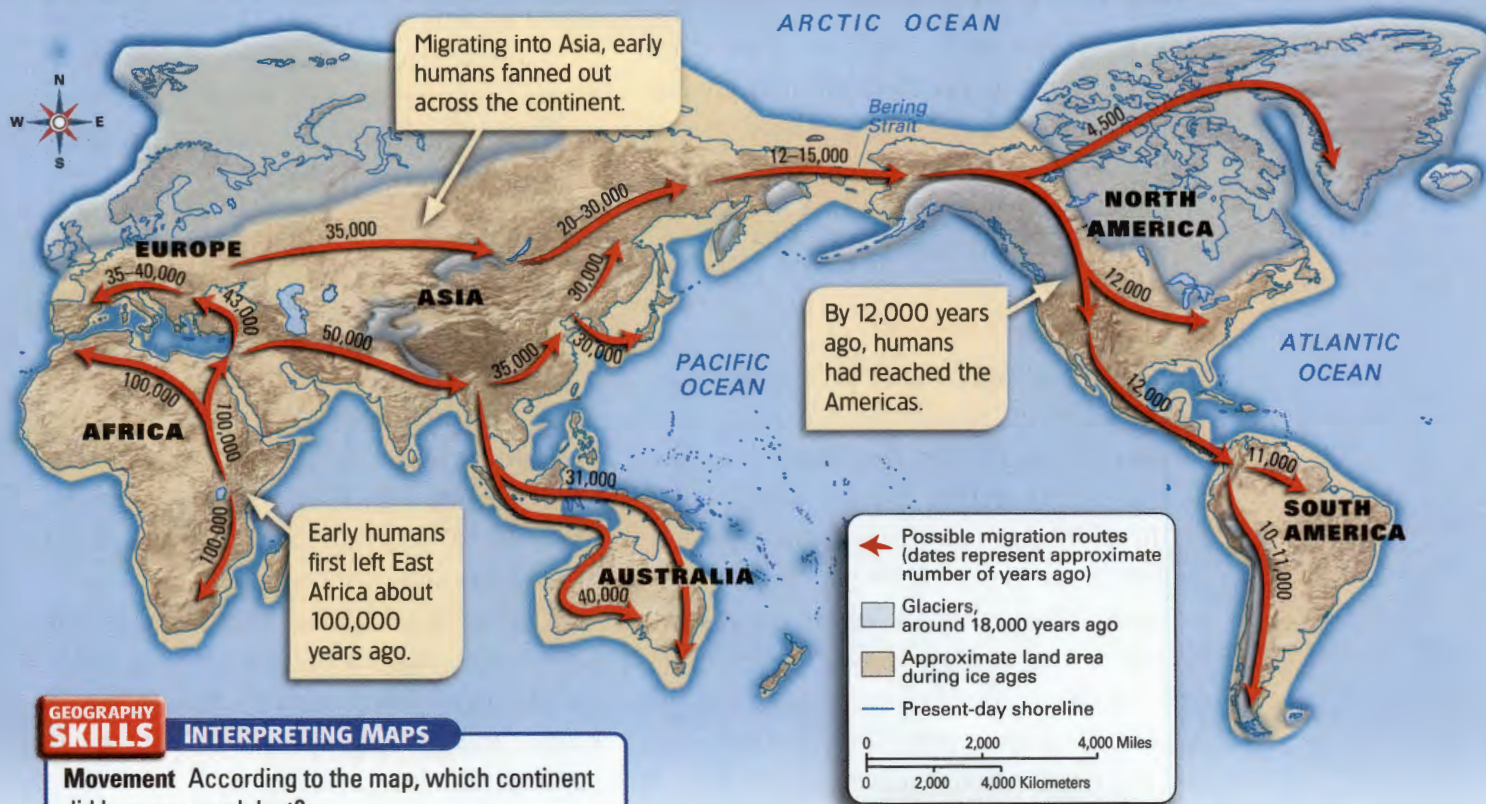 ARCTIC OCEAN
Migrating into Asia, early
humans fanned out
across the continent.
N
W
E
S
Bering
Strait
4,500
12–15,000
20–30,000
NORTH
AMERICA
EUROPE
35,000
35–40,000
43,000
ASIA
30,000
12,000
50,000
35,000
30,000
By 12,000 years
ago, humans
had reached the
Americas.
PACIFIC
OCEAN
ATLANTIC
OCEAN
100,000
100,000
AFRICA
12,000
31,000
11,000
SOUTH
AMERICA
10–11,000
100,000
Early humans
first left East
Africa about
100,000
years ago.
AUSTRALIA
40,000
Possible migration routes
(dates represent approximate
number of years ago)
Glaciers,
around 18,000 years ago
Approximate land area
during ice ages
Present-day shoreline
0 2,000 4,000 Miles
0 2,000 4,000 Kilometers
GEOGRAPHY
SKILLS
INTERPRETING MAPS
Movement According to the map, which continent